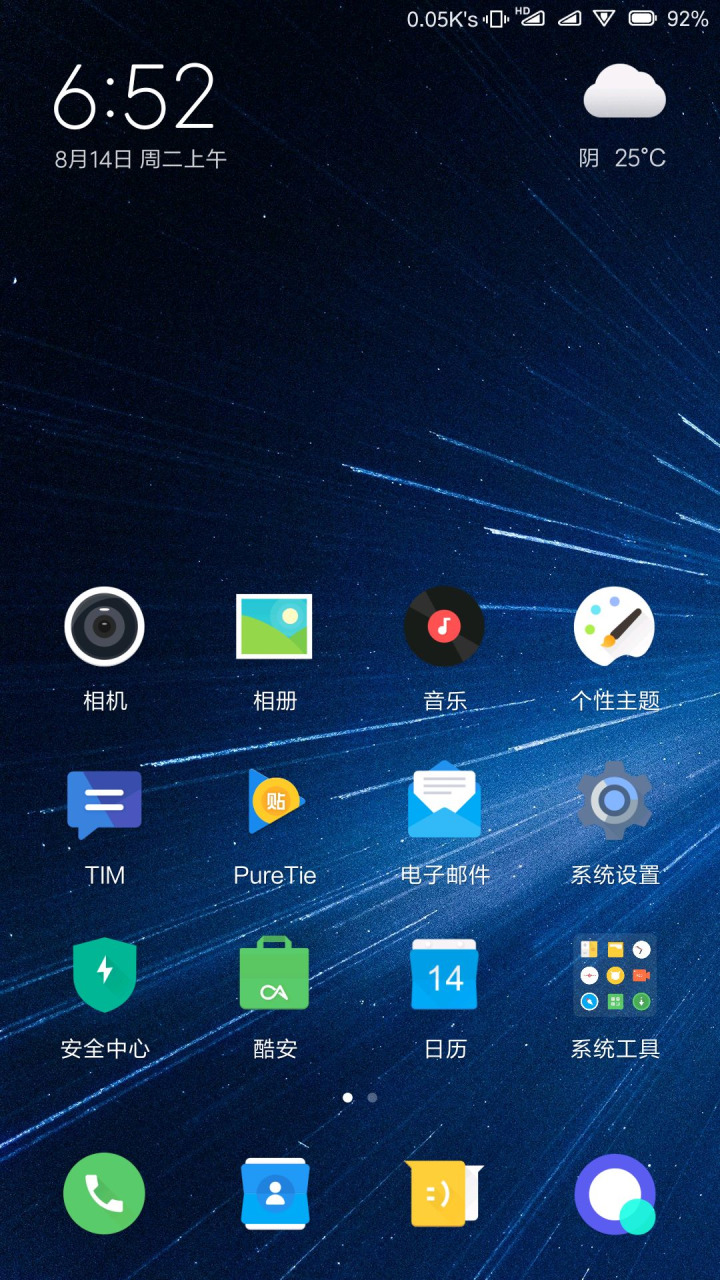 0.05K's HD 92%
6:52
8月14日 周二上午
阴 25°C
相机 相册 音乐 个性主题
贴
TIM PureTie 电子邮件 系统设置
14
安全中心 酷安 日历 系统工具